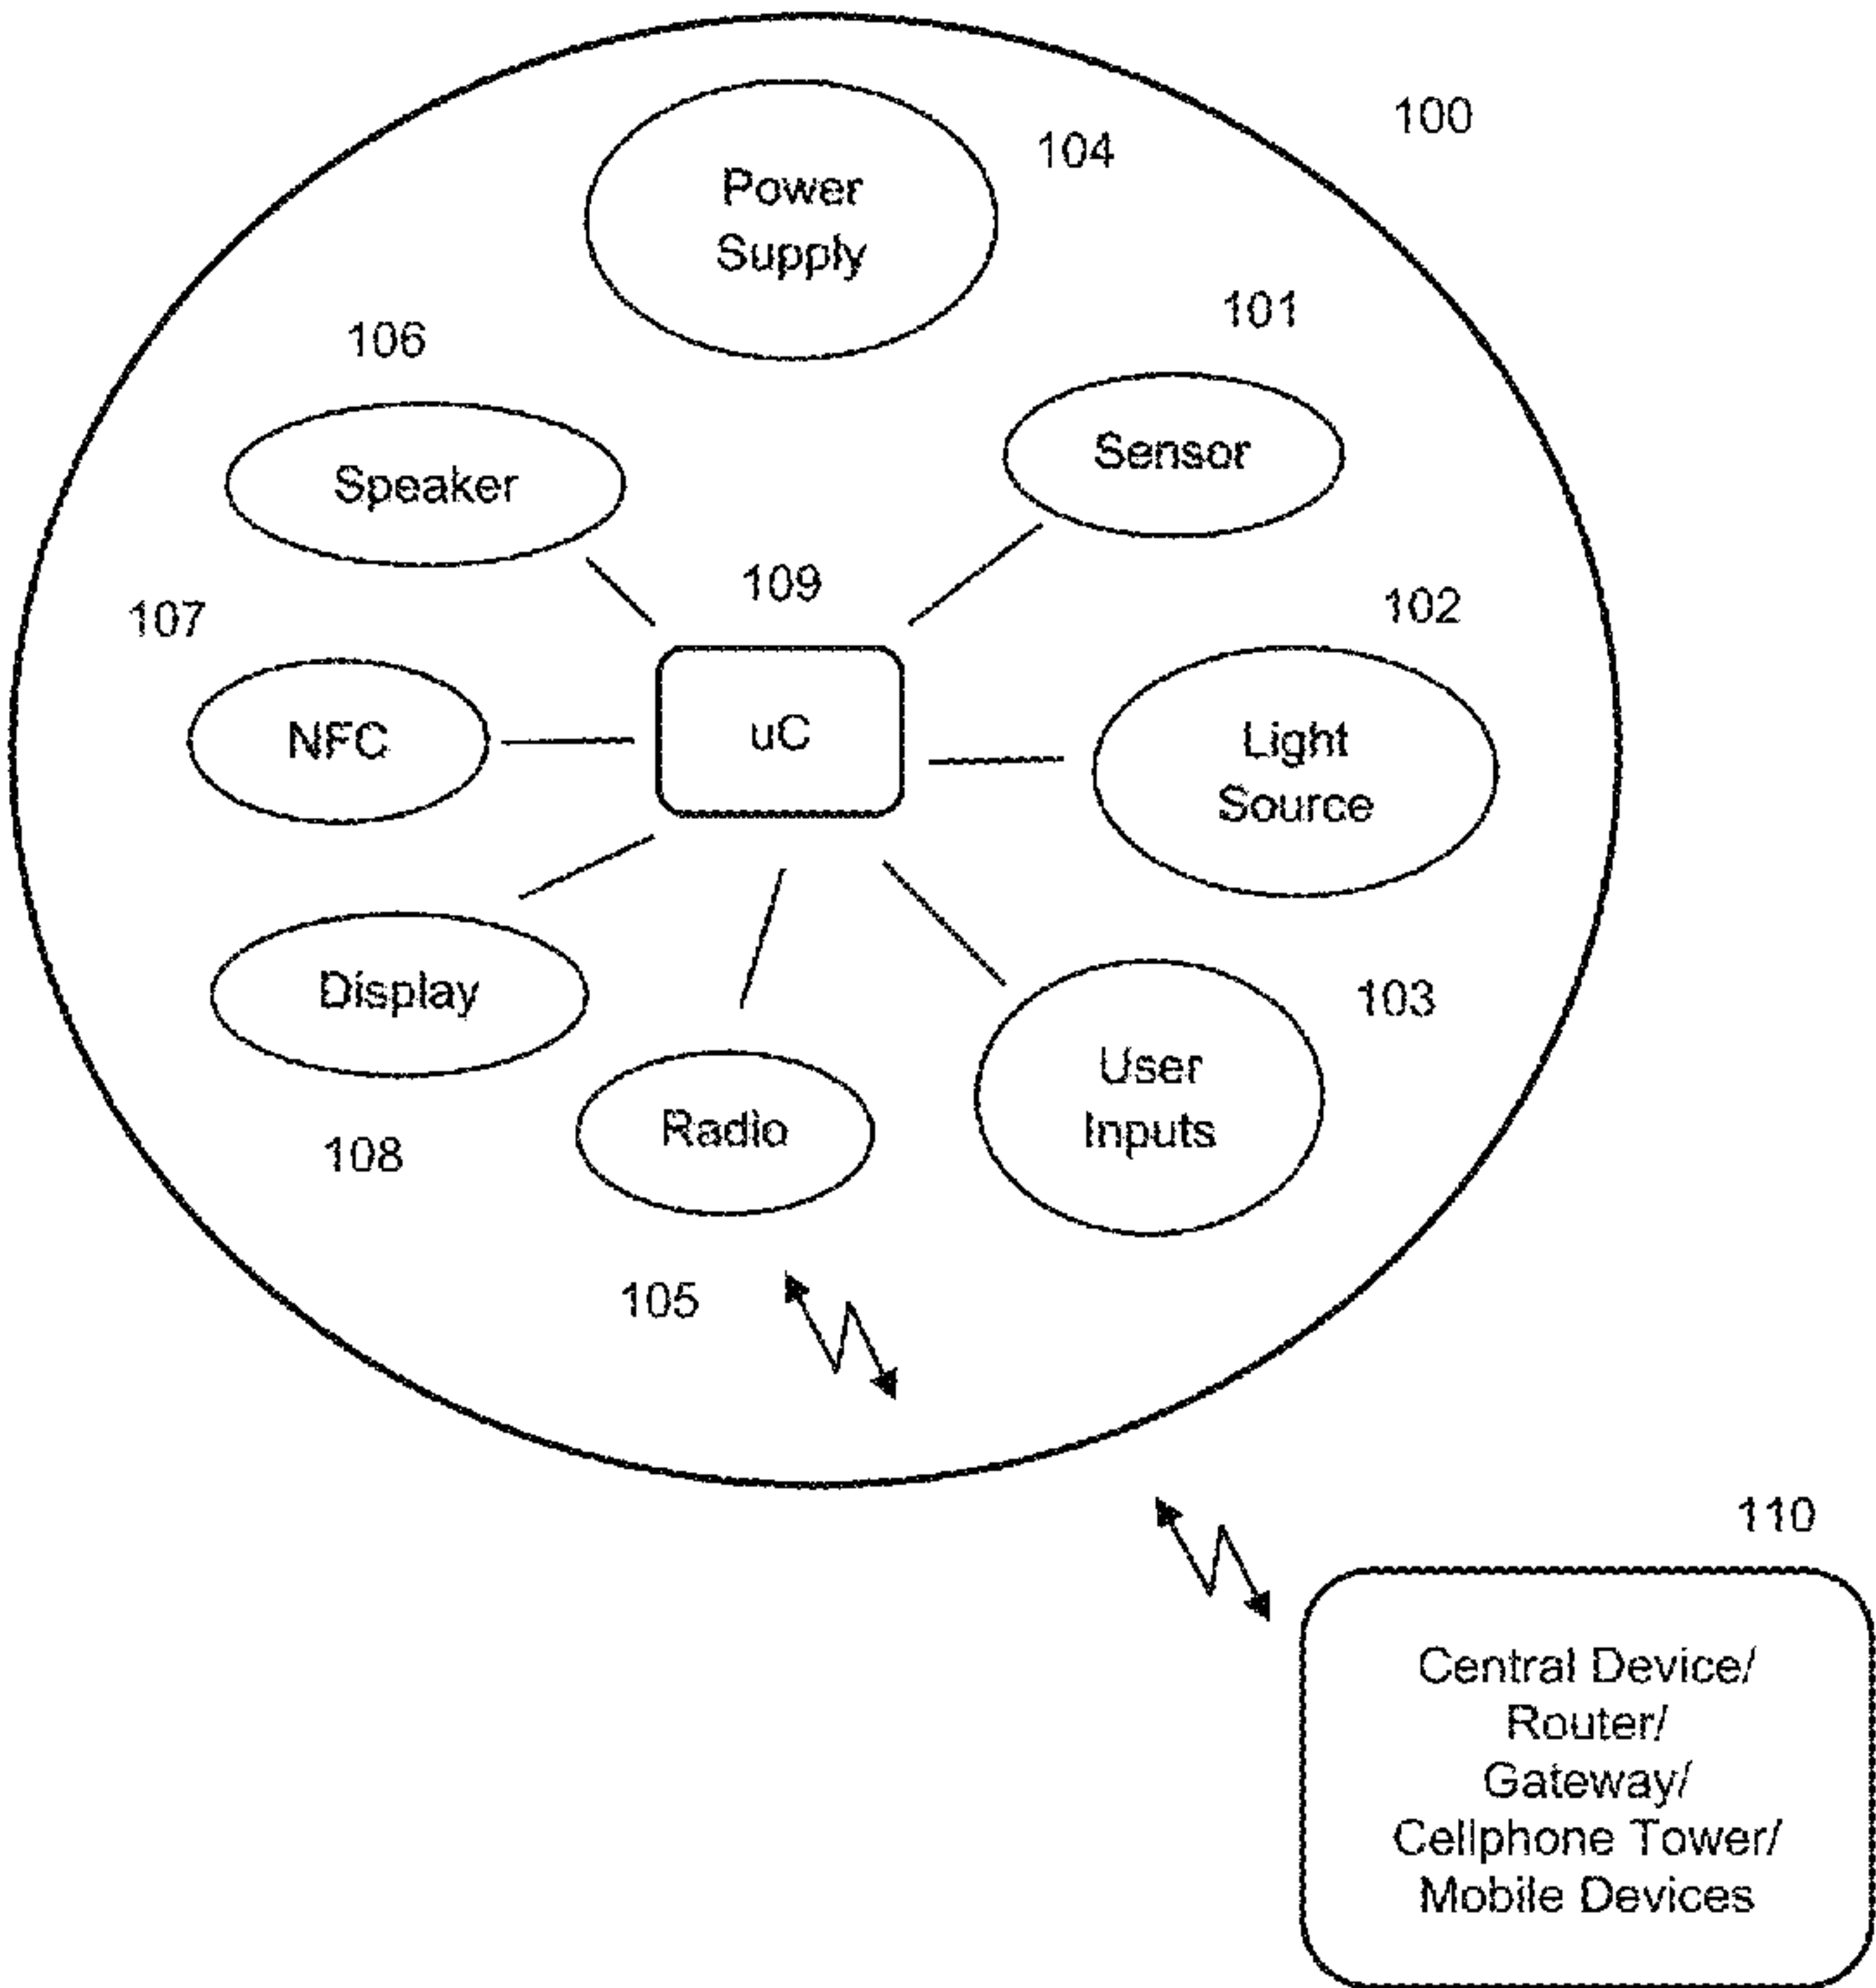 100
104
Power
Supply
101
106
Sensor
Speaker
109
102
107
uC
NFC
Light
Source
Display
103
User
Inputs
Radio
108
105
110
Central Device/
Router/
Gateway/
Cellphone Tower/
Mobile Devices